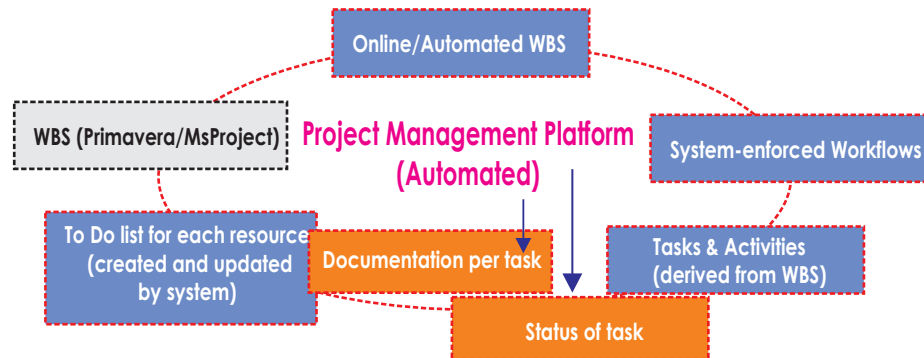 Online/Automated WBS
WBS (Primavera/MsProject)
Project Management Platform
(Automated)
System-enforced Workflows
To Do list for each resource
(created and updated
by system)
Documentation per task
Tasks & Activities
(derived from WBS)
Status of task